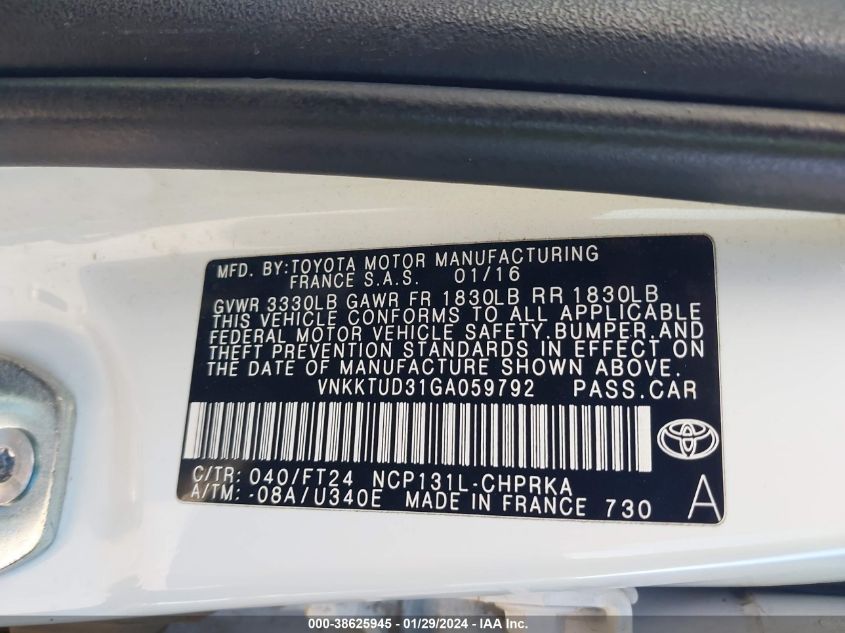 MFD. BY:TOYOTA MOTOR MANUFACTURING
FRANCE S.A.S. 01/16
GVWR 3330LB GAWR FR 1830LB RR 1830LB
THIS VEHICLE CONFORMS TO ALL APPLICABLE
FEDERAL MOTOR VEHICLE SAFETY, BUMPER, AND
THEFT PREVENTION STANDARDS IN EFFECT ON
THE DATE OF MANUFACTURE SHOWN ABOVE.
VNKKTUD31GA059792 PASS.CAR
C/TR: 040/FT24 NCP131L-CHPRKA
A/TM: -08A/U340E MADE IN FRANCE 730 A
000-38625945 - 01/29/2024 - IAA Inc.